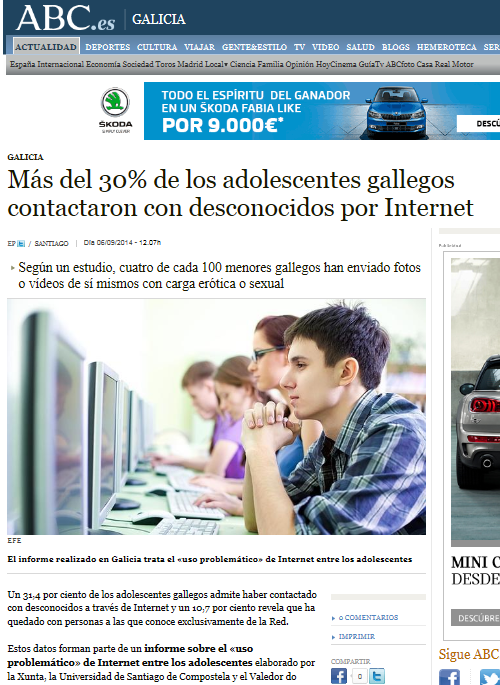 ABC.es GALICIA
ACTUALIDAD DEPORTES CULTURA VIAJAR GENTE&ESTILO TV VIDEO SALUD BLOGS HEMEROTECA SER
España Internacional Economía Sociedad Toros Madrid Local Ciencia Familia Opinión HoyCinema GuíaTv ABCfoto Casa Real Motor
TODO EL ESPÍRITU DEL GANADOR
EN UN ŠKODA FABIA LIKE
POR 9.000€*
DESCÚ
ŠKODA
SIMPLY CLEVER
GALICIA
Más del 30% de los adolescentes gallegos
contactaron con desconocidos por Internet
EP / SANTIAGO | Día 06/09/2014 - 12.07h
Publicidad
Según un estudio, cuatro de cada 100 menores gallegos han enviado fotos
o vídeos de sí mismos con carga erótica o sexual
EFE
El informe realizado en Galicia trata el «uso problemático» de Internet entre los adolescentes
Un 31,4 por ciento de los adolescentes gallegos admite haber contactado
con desconocidos a través de Internet y un 10,7 por ciento revela que ha
quedado con personas a las que conoce exclusivamente de la Red.
Estos datos forman parte de un informe sobre el «uso
problemático» de Internet entre los adolescentes elaborado por
la Xunta, la Universidad de Santiago de Compostela y el Valedor do
0 COMENTARIOS
IMPRIMIR
COMPARTIR
0
MINI C
DESDE
DESCÚBRE
Sigue ABC